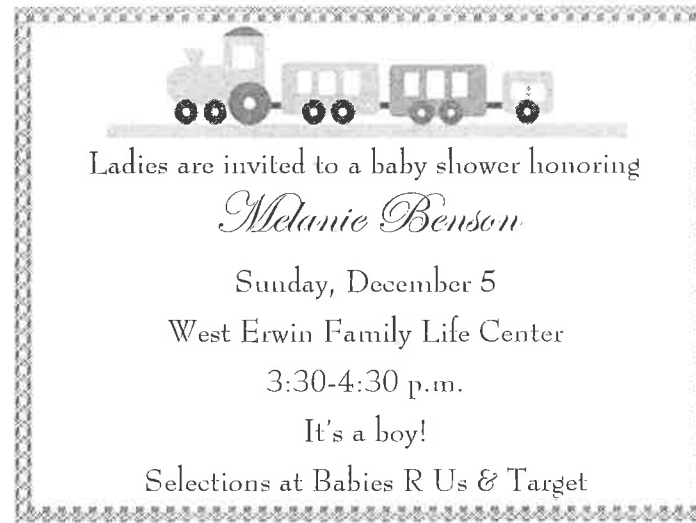 Ladies are invited to a baby shower honoring
Melanie Benson
Sunday, December 5
West Erwin Family Life Center
3:30-4:30 p.m.
It's a boy!
Selections at Babies R Us & Target